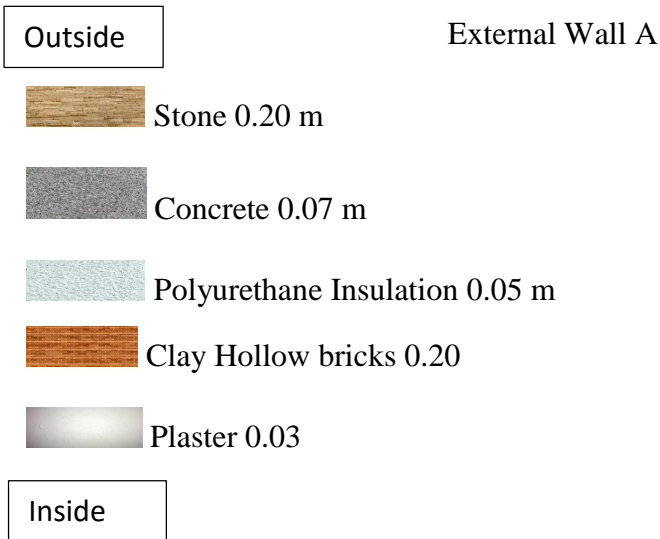 Outside
External Wall A
Stone 0.20 m
Concrete 0.07 m
Polyurethane Insulation 0.05 m
Clay Hollow bricks 0.20
Plaster 0.03
Inside